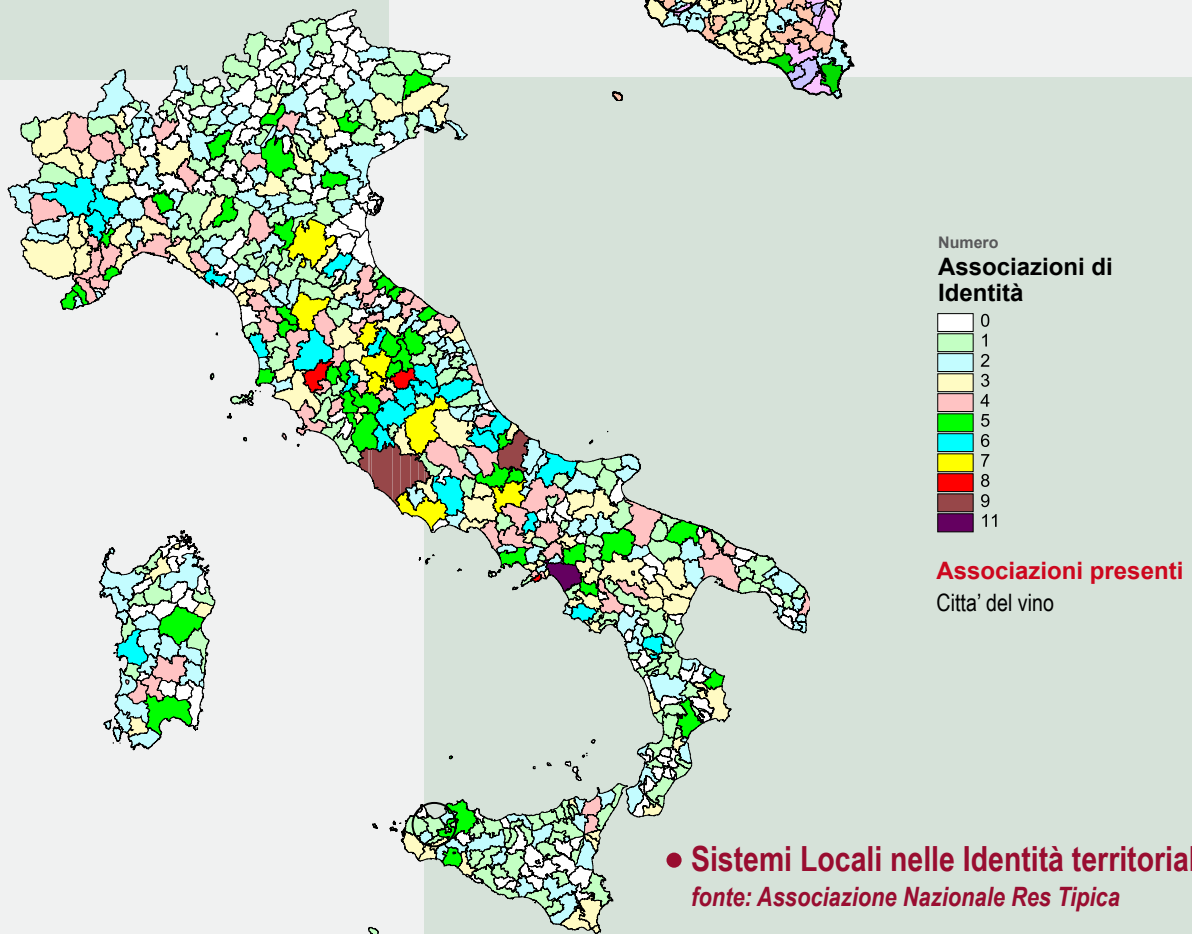 Numero
Associazioni di
Identità
0
1
2
3
4
5
6
7
8
9
11
Associazioni presenti
Citta' del vino
• Sistemi Locali nelle Identità territorial
fonte: Associazione Nazionale Res Tipica